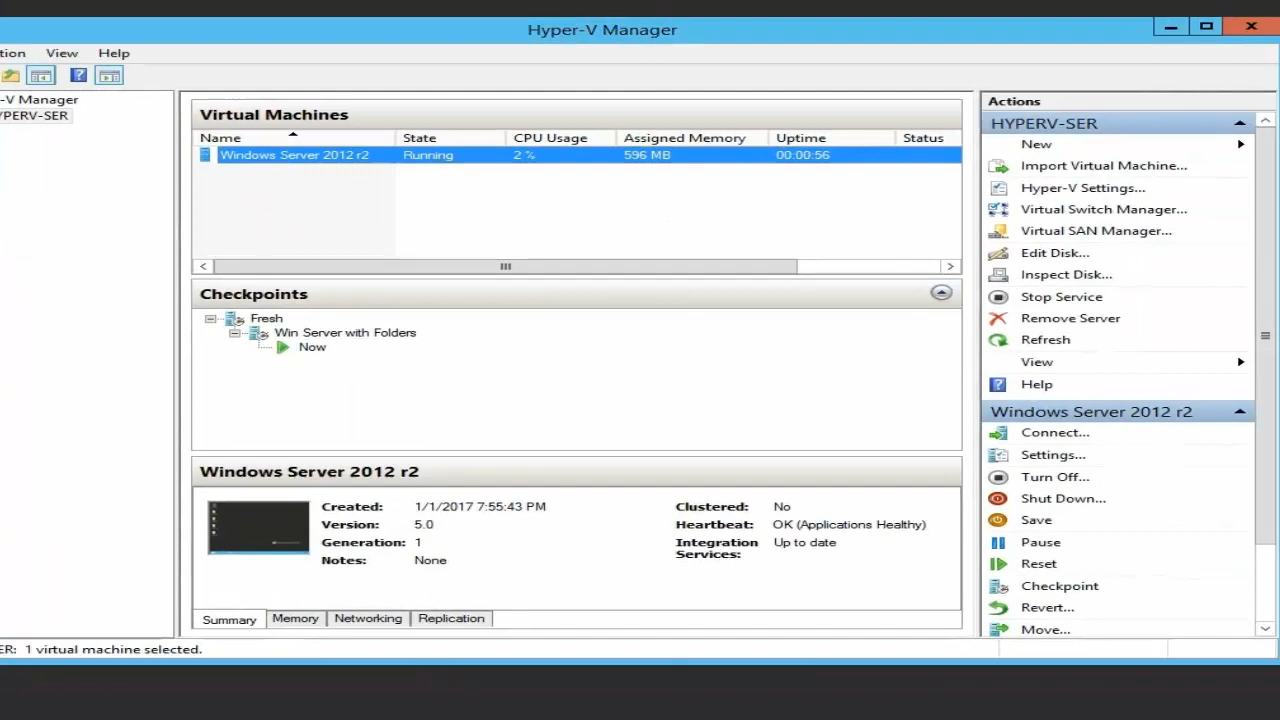 Hyper-V Manager
tion View Help
-V Manager
YPERV-SER
Virtual Machines
Name State CPU Usage Assigned Memory Uptime Status
Windows Server 2012 r2 Running 2 % 596 MB 00:00:56
Checkpoints
Fresh
Win Server with Folders
Now
Windows Server 2012 r2
Created: 1/1/2017 7:55:43 PM
Version: 5.0
Generation: 1
Notes: None
Clustered: No
Heartbeat: OK (Applications Healthy)
Integration Services: Up to date
Summary Memory Networking Replication
Actions
HYPERV-SER
New
Import Virtual Machine...
Hyper-V Settings...
Virtual Switch Manager...
Virtual SAN Manager...
Edit Disk...
Inspect Disk...
Stop Service
Remove Server
Refresh
View
Help
Windows Server 2012 r2
Connect...
Settings...
Turn Off...
Shut Down...
Save
Pause
Reset
Checkpoint
Revert...
Move...
ER: 1 virtual machine selected.